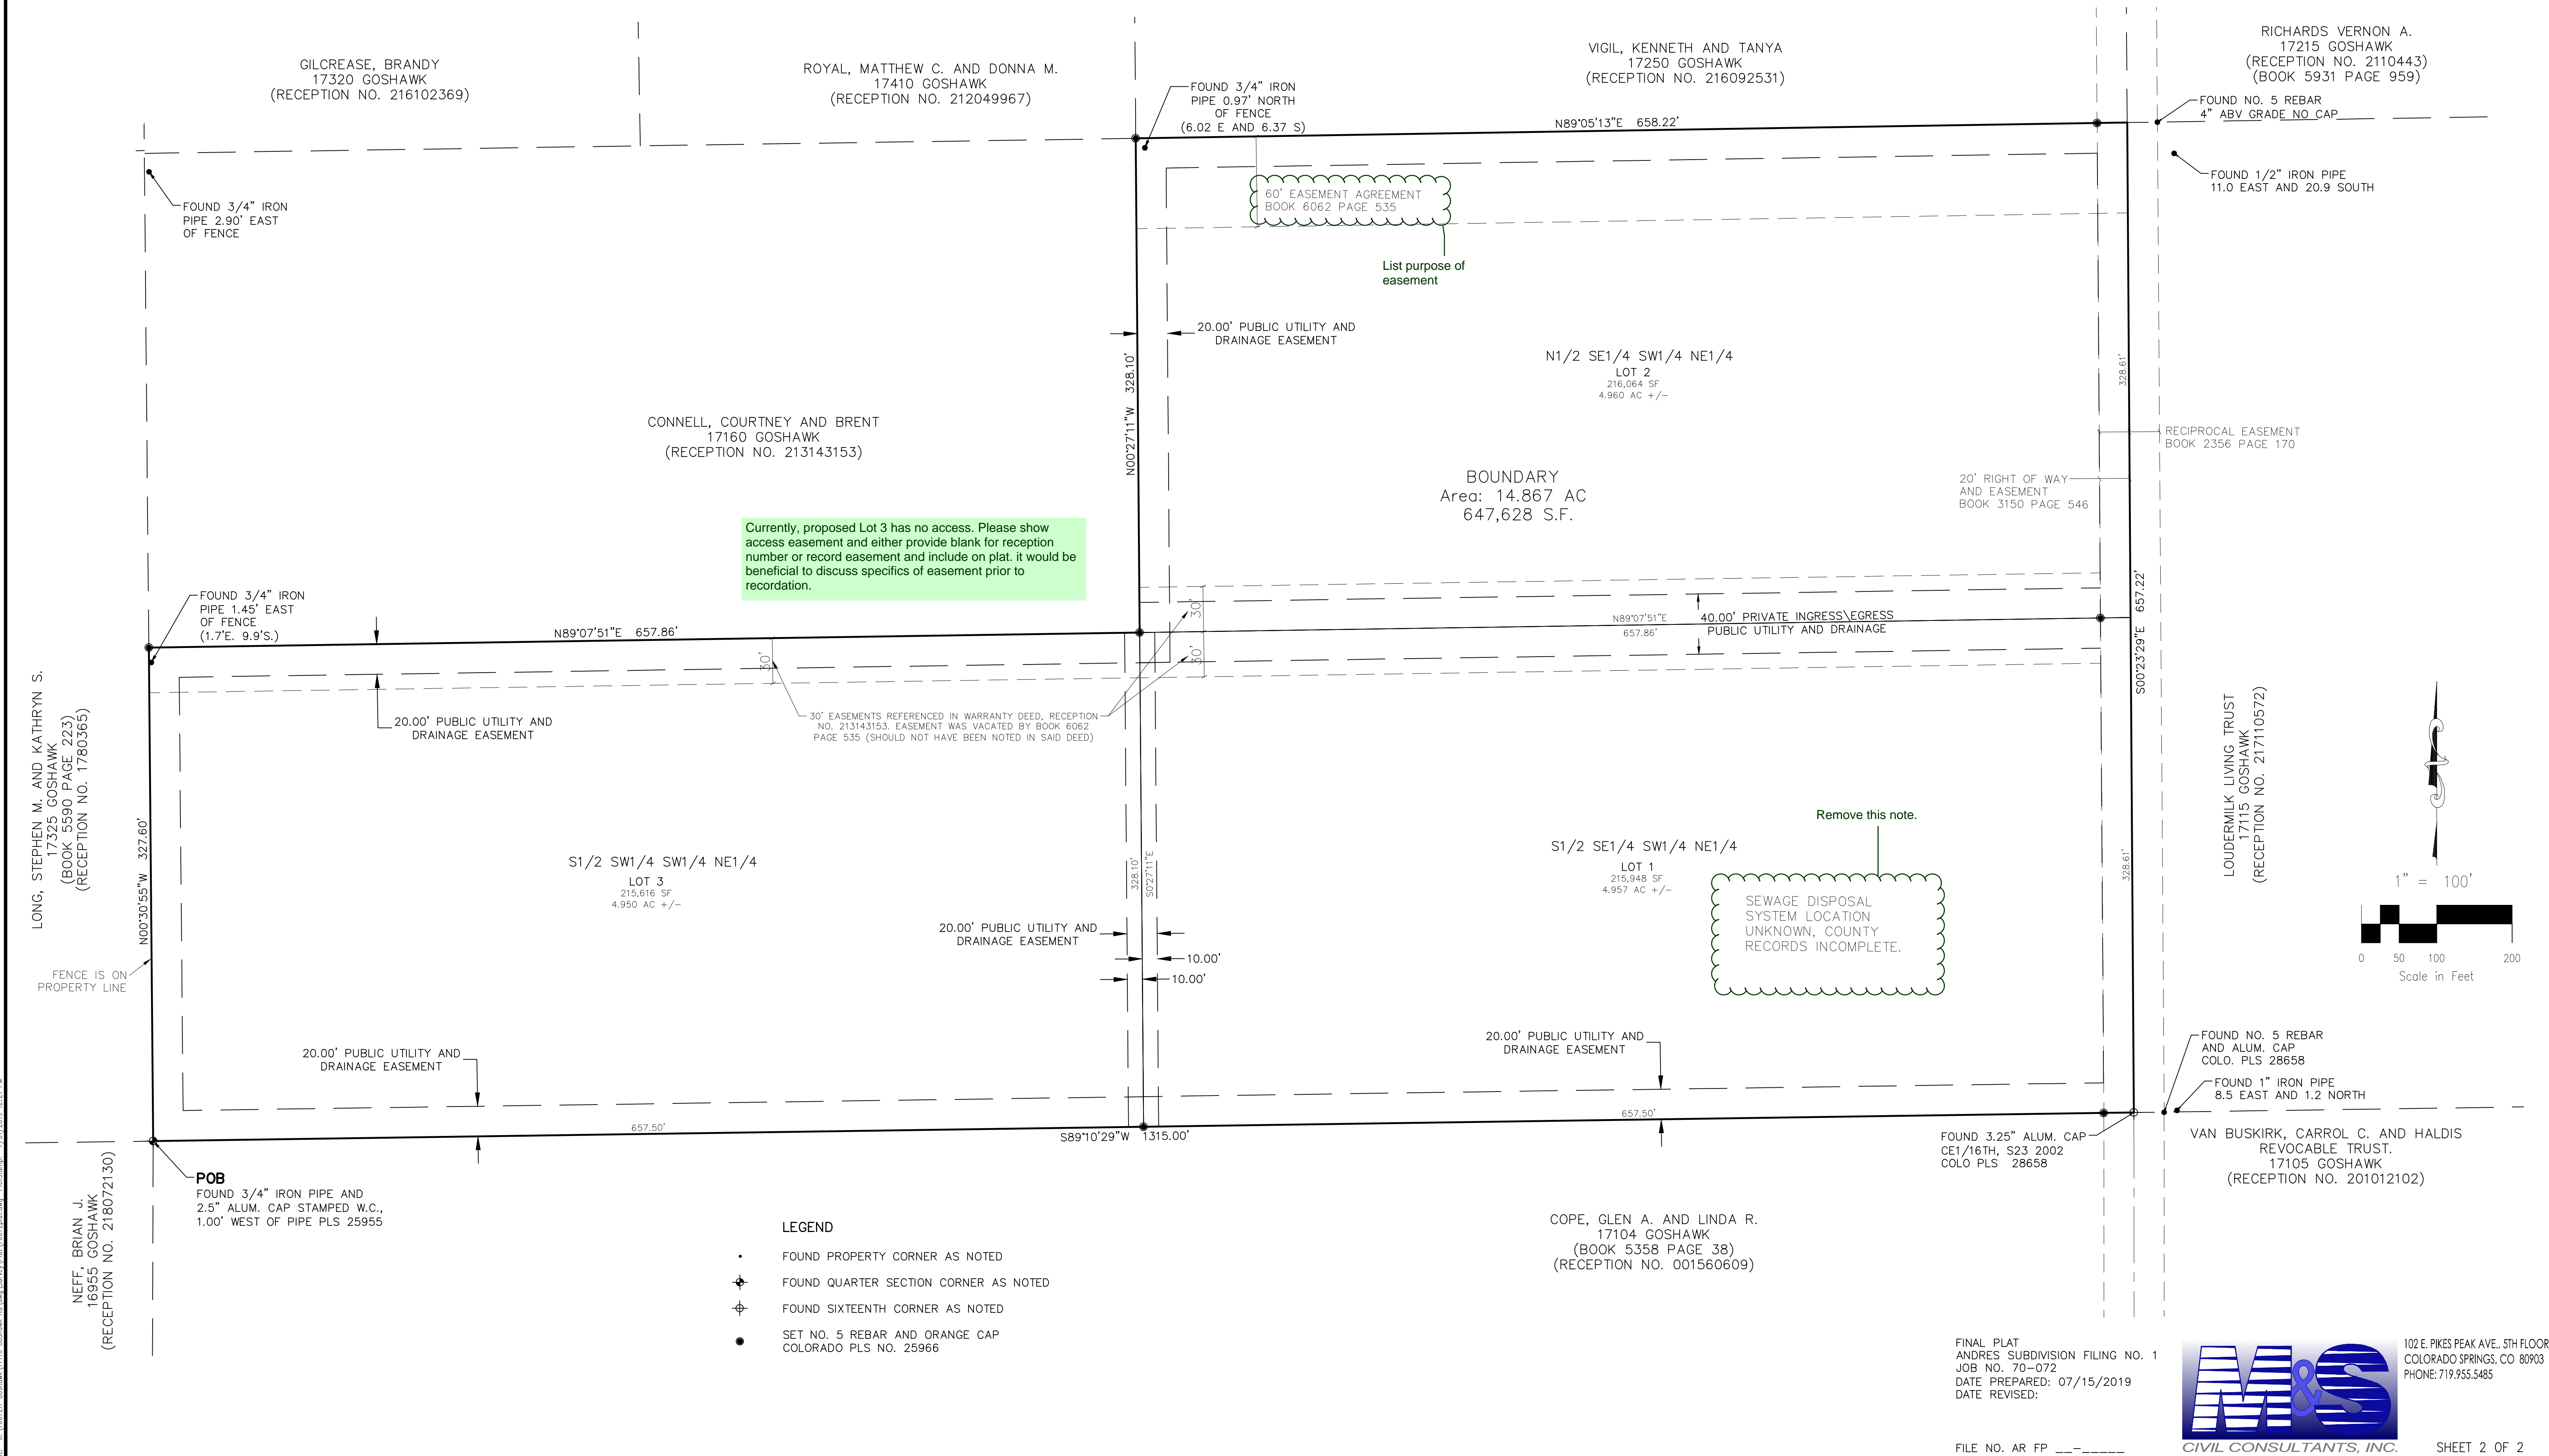 GILCREASE, BRANDY
17320 GOSHAWK
(RECEPTION NO. 216102369)
ROYAL, MATTHEW C. AND DONNA M.
17410 GOSHAWK
(RECEPTION NO. 212049967)
FOUND 3/4" IRON
PIPE 0.97' NORTH
OF FENCE
(6.02 E AND 6.37 S)
VIGIL, KENNETH AND TANYA
17250 GOSHAWK
(RECEPTION NO. 216092531)
RICHARDS VERNON A.
17215 GOSHAWK
(RECEPTION NO. 2110443)
(BOOK 5931 PAGE 959)
FOUND NO. 5 REBAR
4" ABV GRADE NO CAP
N89°05'13"E 658.22'
FOUND 1/2" IRON PIPE
11.0 EAST AND 20.9 SOUTH
FOUND 3/4" IRON
PIPE 2.90' EAST
OF FENCE
60' EASEMENT AGREEMENT
BOOK 6062 PAGE 535
List purpose of
easement
20.00' PUBLIC UTILITY AND
DRAINAGE EASEMENT
N00°27'11"W 328.10'
N1/2 SE1/4 SW1/4 NE1/4
LOT 2
216,064 SF
4.960 AC +/-
328.61'
CONNELL, COURTNEY AND BRENT
17160 GOSHAWK
(RECEPTION NO. 213143153)
RECIPROCAL EASEMENT
BOOK 2356 PAGE 170
BOUNDARY
Area: 14.867 AC
647,628 S.F.
20' RIGHT OF WAY
AND EASEMENT
BOOK 3150 PAGE 546
Currently, proposed Lot 3 has no access. Please show
access easement and either provide blank for reception
number or record easement and include on plat. it would be
beneficial to discuss specifics of easement prior to
recordation.
FOUND 3/4" IRON
PIPE 1.45' EAST
OF FENCE
(1.7'E. 9.9'S.)
N89°07'51"E 657.86'
30'
30'
30'
N89°07'51"E
657.86'
40.00' PRIVATE INGRESS\EGRESS
PUBLIC UTILITY AND DRAINAGE
S00°23'29"E 657.22'
LONG, STEPHEN M. AND KATHRYN S.
17325 GOSHAWK
(BOOK 5590 PAGE 223)
(RECEPTION NO. 1780365)
20.00' PUBLIC UTILITY AND
DRAINAGE EASEMENT
30' EASEMENTS REFERENCED IN WARRANTY DEED, RECEPTION
NO. 213143153. EASEMENT WAS VACATED BY BOOK 6062
PAGE 535 (SHOULD NOT HAVE BEEN NOTED IN SAID DEED)
LOUDERMILK LIVING TRUST
17115 GOSHAWK
(RECEPTION NO. 217110572)
N00°30'55"W 327.60'
S1/2 SW1/4 SW1/4 NE1/4
LOT 3
215,616 SF
4.950 AC +/-
328.10'
S0°27'11"E
Remove this note.
S1/2 SE1/4 SW1/4 NE1/4
LOT 1
215,948 SF
4.957 AC +/-
328.61'
SEWAGE DISPOSAL
SYSTEM LOCATION
UNKNOWN, COUNTY
RECORDS INCOMPLETE.
1" = 100'
0 50 100 200
Scale in Feet
20.00' PUBLIC UTILITY AND
DRAINAGE EASEMENT
10.00'
10.00'
FENCE IS ON
PROPERTY LINE
20.00' PUBLIC UTILITY AND
DRAINAGE EASEMENT
20.00' PUBLIC UTILITY AND
DRAINAGE EASEMENT
FOUND NO. 5 REBAR
AND ALUM. CAP
COLO. PLS 28658
FOUND 1" IRON PIPE
8.5 EAST AND 1.2 NORTH
657.50'
657.50'
S89°10'29"W 1315.00'
FOUND 3.25" ALUM. CAP
CE1/16TH, S23 2002
COLO PLS 28658
VAN BUSKIRK, CARROL C. AND HALDIS
REVOCABLE TRUST.
17105 GOSHAWK
(RECEPTION NO. 201012102)
POB
FOUND 3/4" IRON PIPE AND
2.5" ALUM. CAP STAMPED W.C.,
1.00' WEST OF PIPE PLS 25955
NEFF, BRIAN J.
16955 GOSHAWK
(RECEPTION NO. 218072130)
COPE, GLEN A. AND LINDA R.
17104 GOSHAWK
(BOOK 5358 PAGE 38)
(RECEPTION NO. 001560609)
LEGEND
FOUND PROPERTY CORNER AS NOTED
FOUND QUARTER SECTION CORNER AS NOTED
FOUND SIXTEENTH CORNER AS NOTED
SET NO. 5 REBAR AND ORANGE CAP
COLORADO PLS NO. 25966
FINAL PLAT
ANDRES SUBDIVISION FILING NO. 1
JOB NO. 70-072
DATE PREPARED: 07/15/2019
DATE REVISED:
FILE NO. AR FP __-_____
M&S
CIVIL CONSULTANTS, INC.
102 E. PIKES PEAK AVE., 5TH FLOOR
COLORADO SPRINGS, CO 80903
PHONE: 719.955.5485
SHEET 2 OF 2